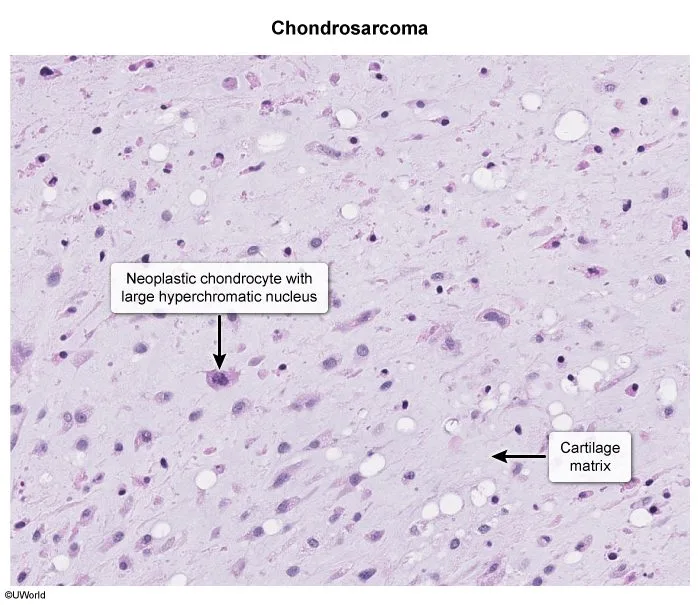 Chondrosarcoma
Neoplastic chondrocyte with
large hyperchromatic nucleus
Cartilage
matrix
©UWorld